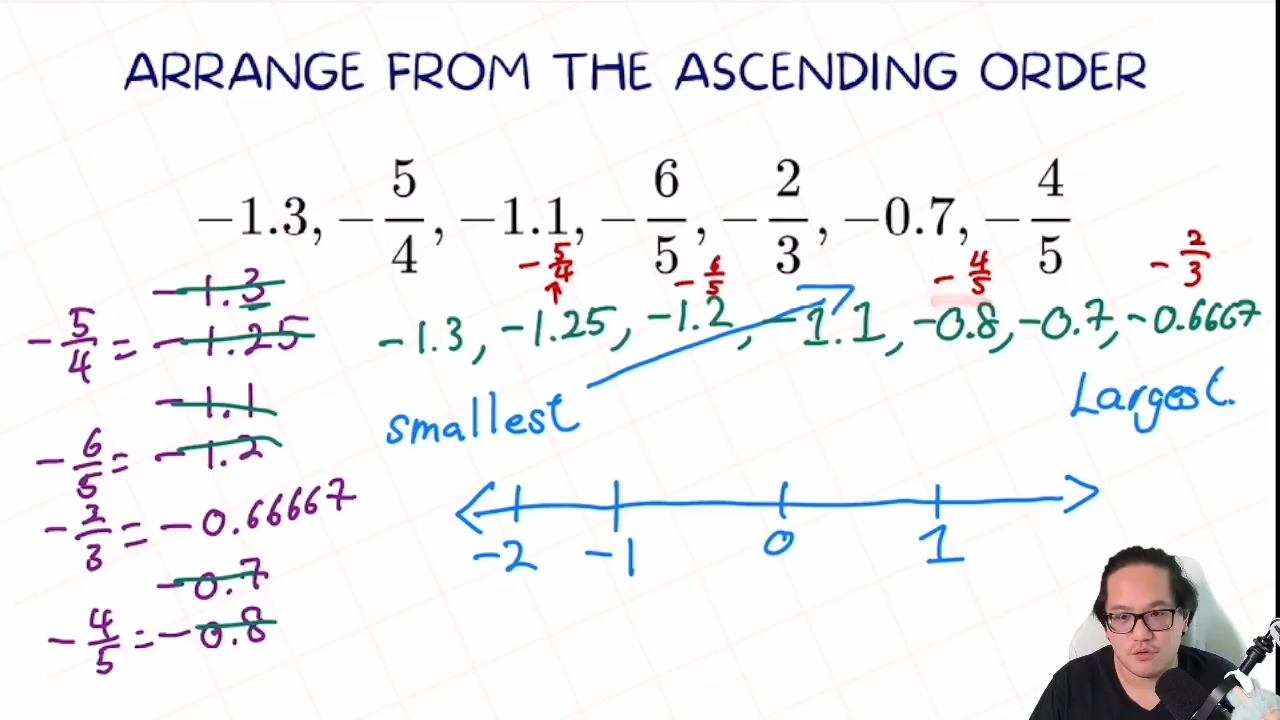 ARRANGE FROM THE ASCENDING ORDER
−1.3, −5/4, −1.1, −6/5, −2/3, −0.7, −4/5
−5/4 −6/5 −4/5 −2/3
−1.3
−5/4 = −1.25
−1.1
−6/5 = −1.2
−2/3 = −0.66667
−0.7
−4/5 = −0.8
−1.3, −1.25, −1.2, −1.1, −0.8, −0.7, −0.6667
smallest Largest.
−2 −1 0 1